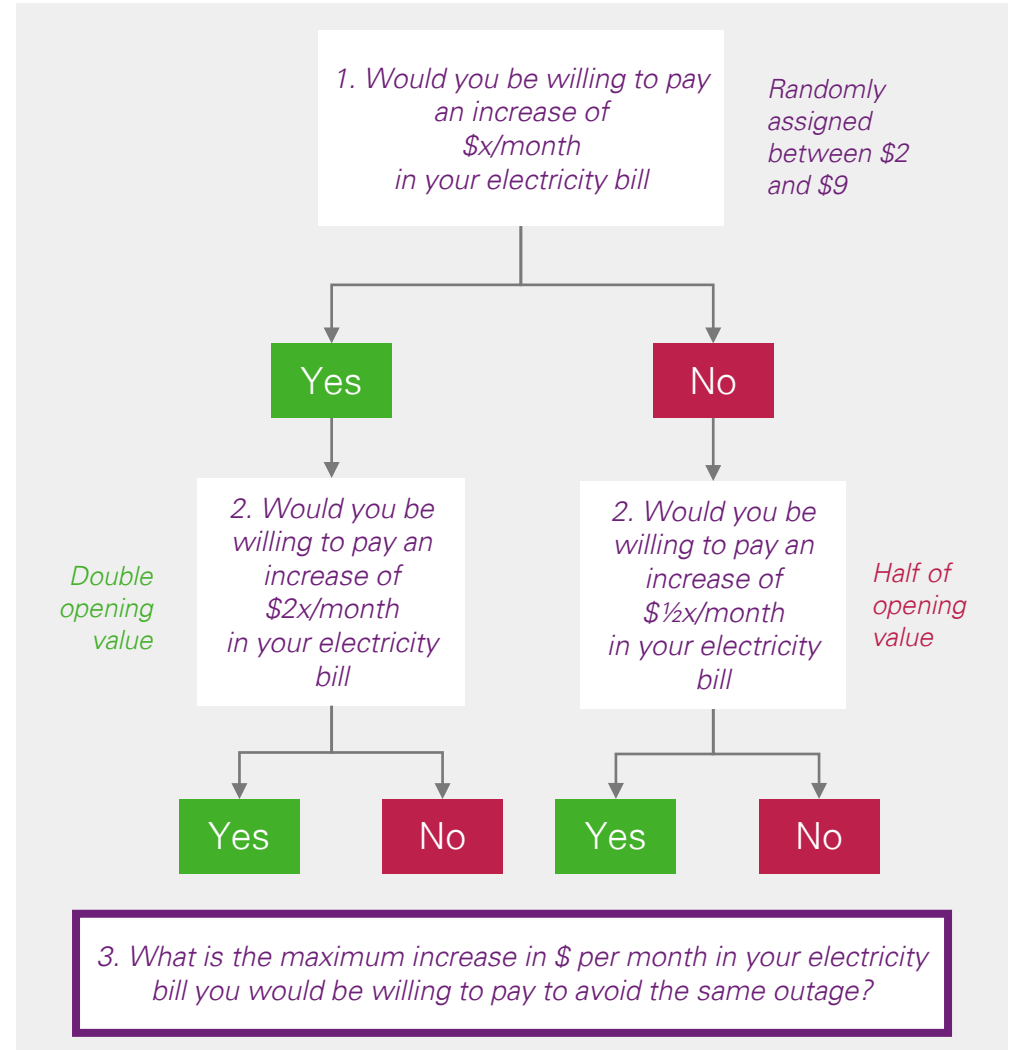 1. Would you be willing to pay
an increase of
$x/month
in your electricity bill
Randomly
assigned
between $2
and $9
Yes
No
Double
opening
value
2. Would you be
willing to pay an
increase of
$2x/month
in your electricity
bill
2. Would you be
willing to pay an
increase of
$½x/month
in your electricity
bill
Half of
opening
value
Yes
No
Yes
No
3. What is the maximum increase in $ per month in your electricity
bill you would be willing to pay to avoid the same outage?